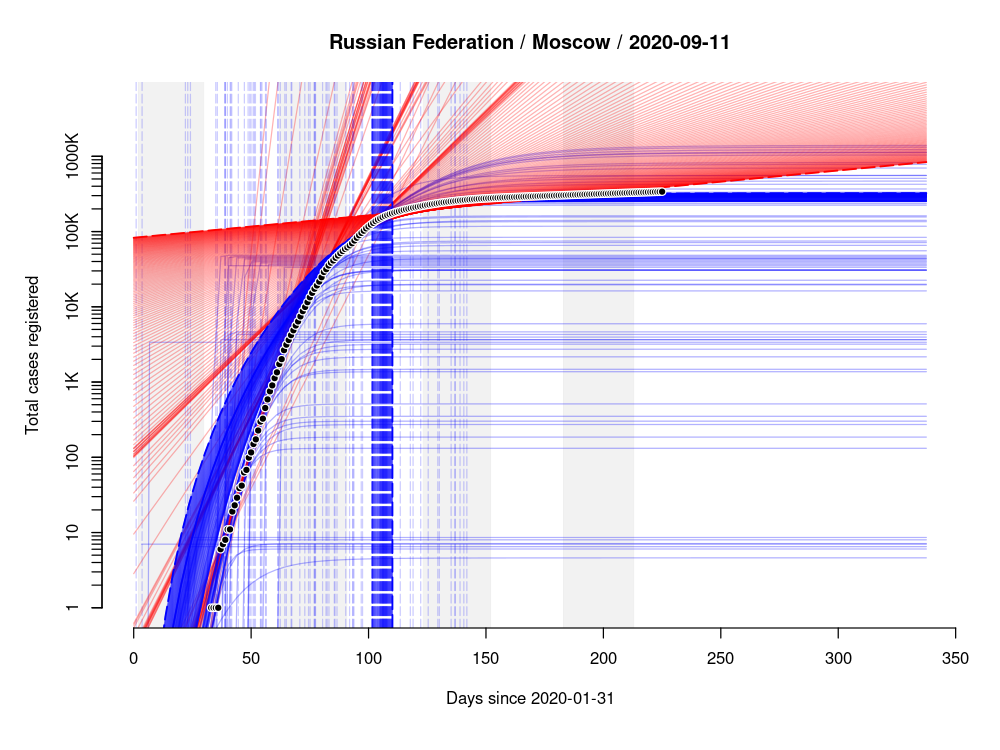 Russian Federation / Moscow / 2020-09-11
Total cases registered
1000K
100K
10K
1K
100
10
1
0 50 100 150 200 250 300 350
Days since 2020-01-31